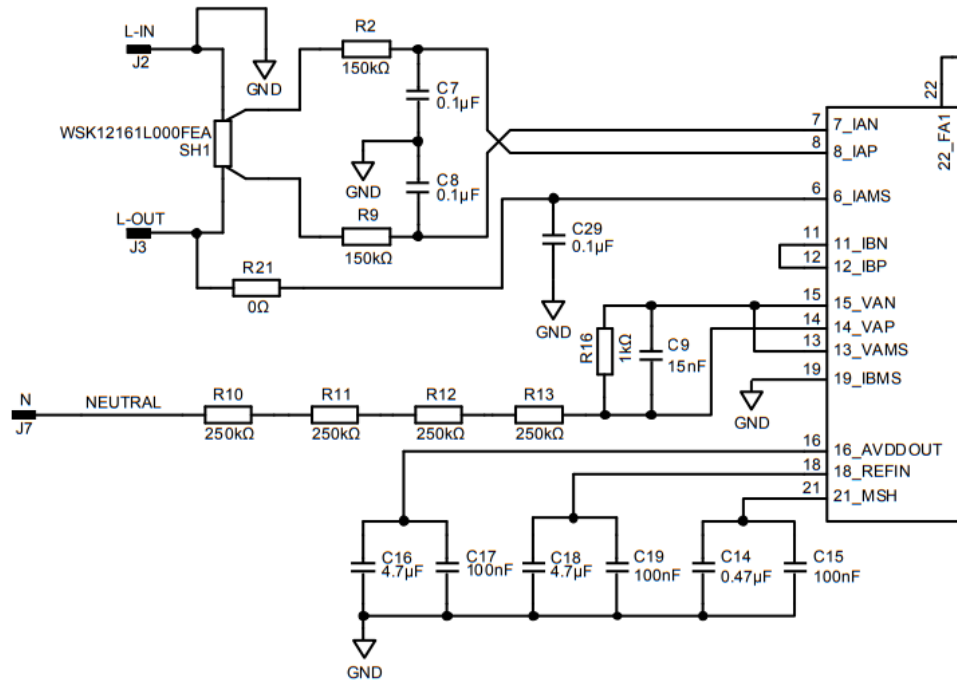 L-IN
J2
GND
R2
150kΩ
C7
0.1µF
WSK12161L000FEA
SH1
GND
C8
0.1µF
L-OUT
J3
R9
150kΩ
R21
0Ω
C29
0.1µF
GND
R16
1kΩ
C9
15nF
N
J7
NEUTRAL
R10
250kΩ
R11
250kΩ
R12
250kΩ
R13
250kΩ
GND
22
22_FA1
7
7_IAN
8
8_IAP
6
6_IAMS
11
11_IBN
12
12_IBP
15
15_VAN
14
14_VAP
13
13_VAMS
19
19_IBMS
16
16_AVDDOUT
18
18_REFIN
21
21_MSH
C16
4.7µF
C17
100nF
C18
4.7µF
C19
100nF
C14
0.47µF
C15
100nF
GND